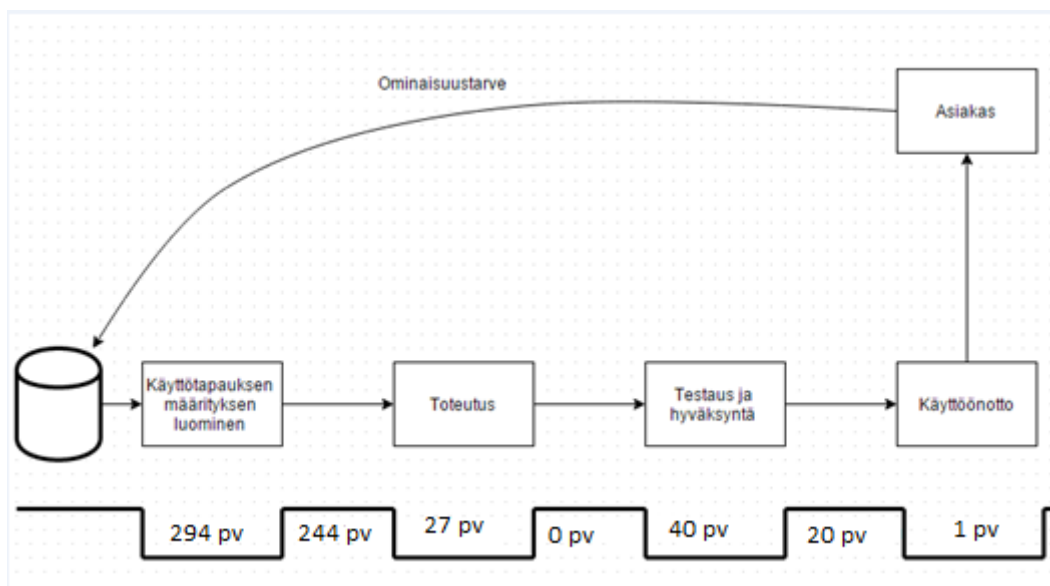 Ominaisuustarve
Asiakas
Käyttötapauksen
määrityksen
luominen
Toteutus
Testaus ja
hyväksyntä
Käyttöönotto
294 pv
244 pv
27 pv
0 pv
40 pv
20 pv
1 pv